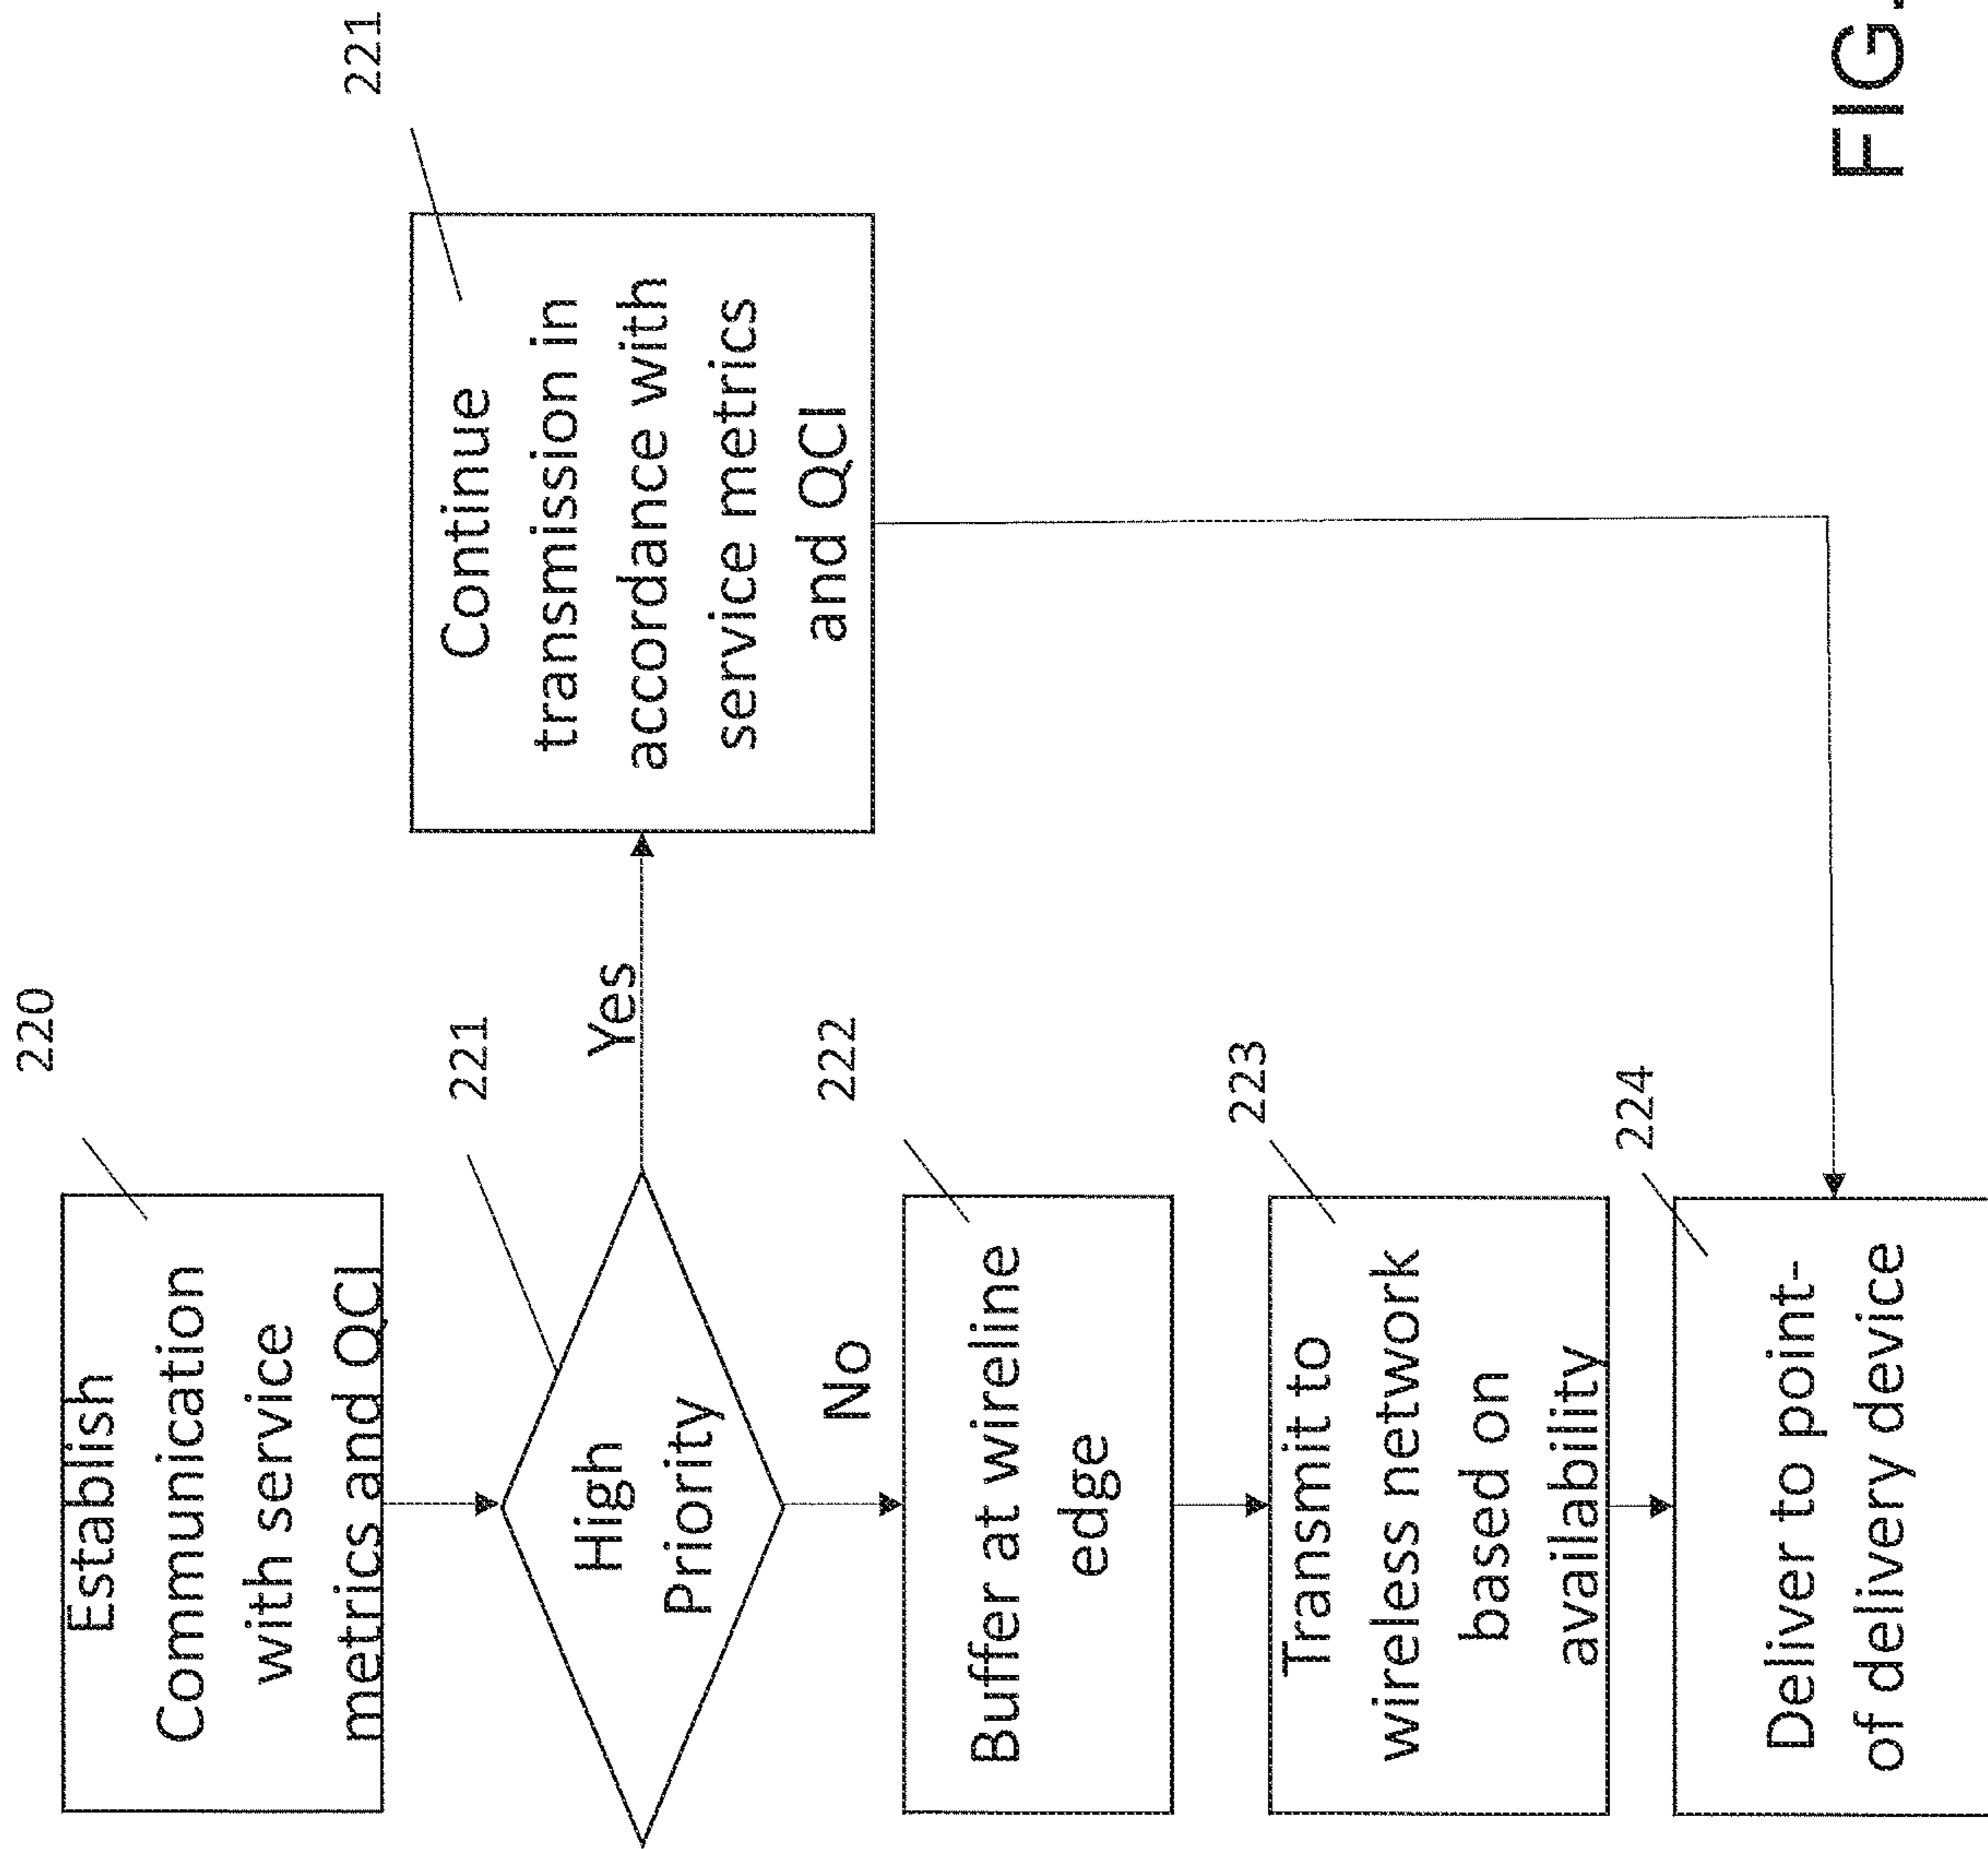 220
Establish
Communication
with service
metrics and QCI
221
High
Priority
Yes
221
Continue
transmission in
accordance with
service metrics
and QCI
No
222
Buffer at wireline
edge
223
Transmit to
wireless network
based on
availability
224
Deliver to point-
of delivery device
FIG.